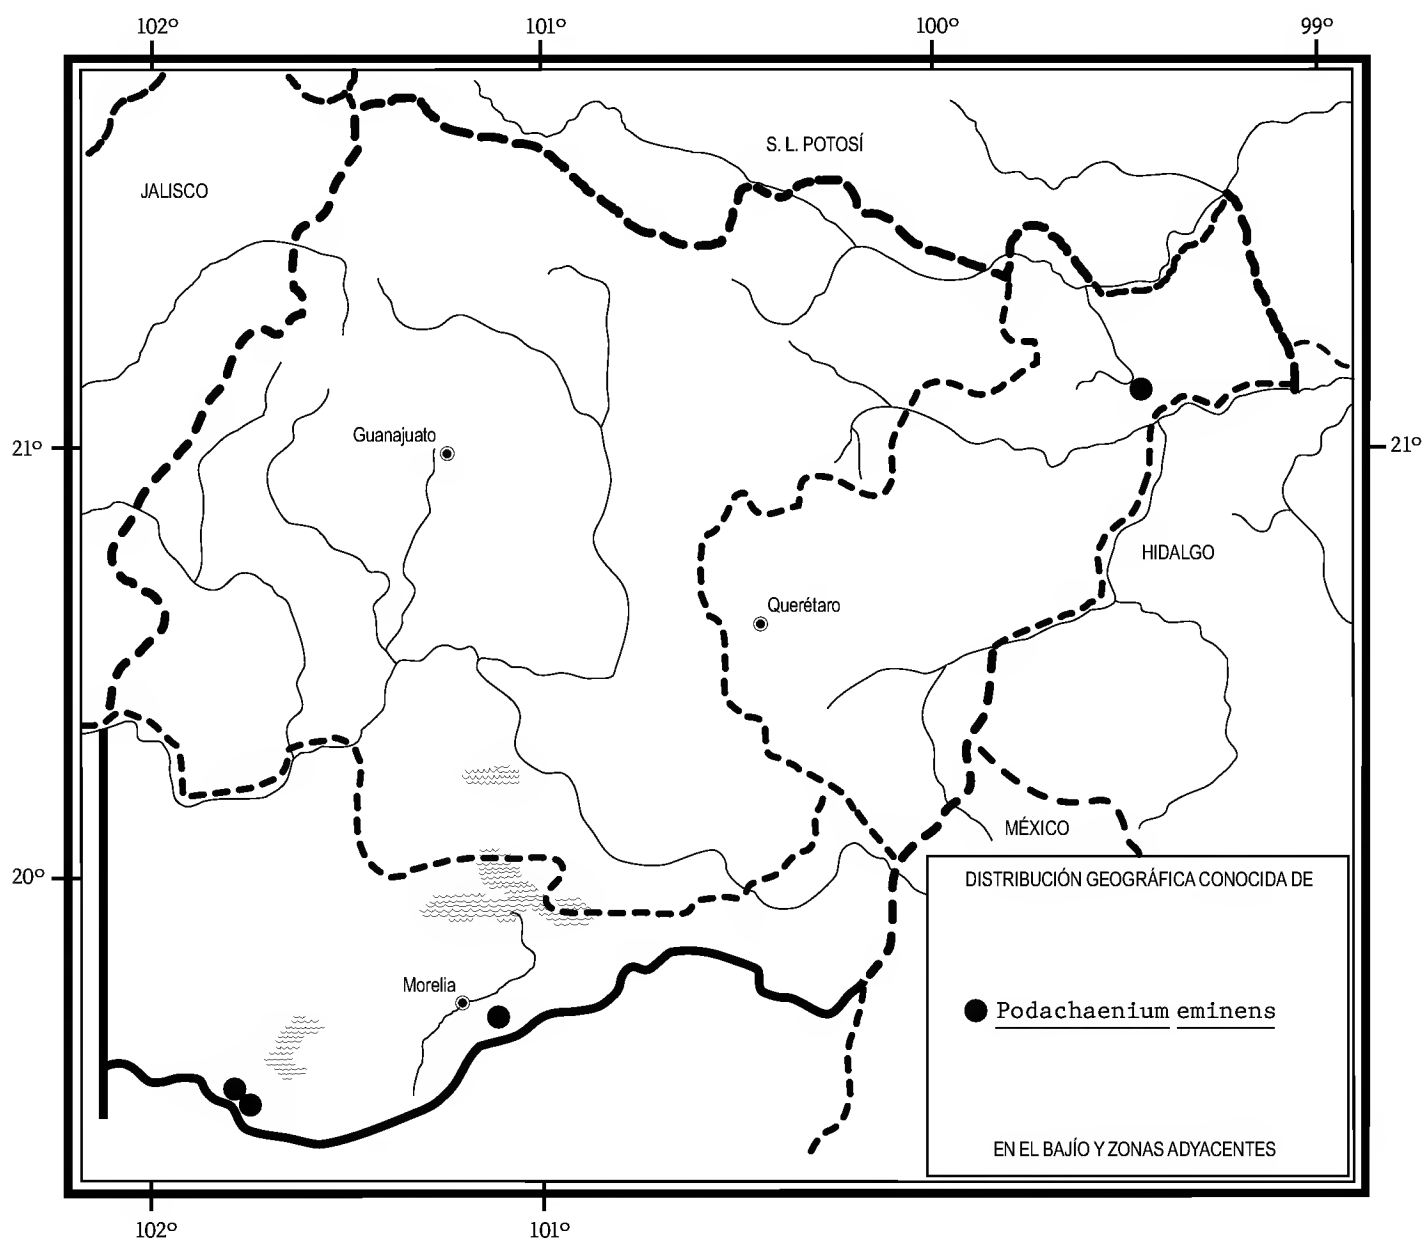 102º 101º 100º 99º
S. L. POTOSÍ
JALISCO
Guanajuato
21º 21º
HIDALGO
Querétaro
MÉXICO
20º
DISTRIBUCIÓN GEOGRÁFICA CONOCIDA DE
Morelia
Podachaenium eminens
EN EL BAJÍO Y ZONAS ADYACENTES
102º 101º